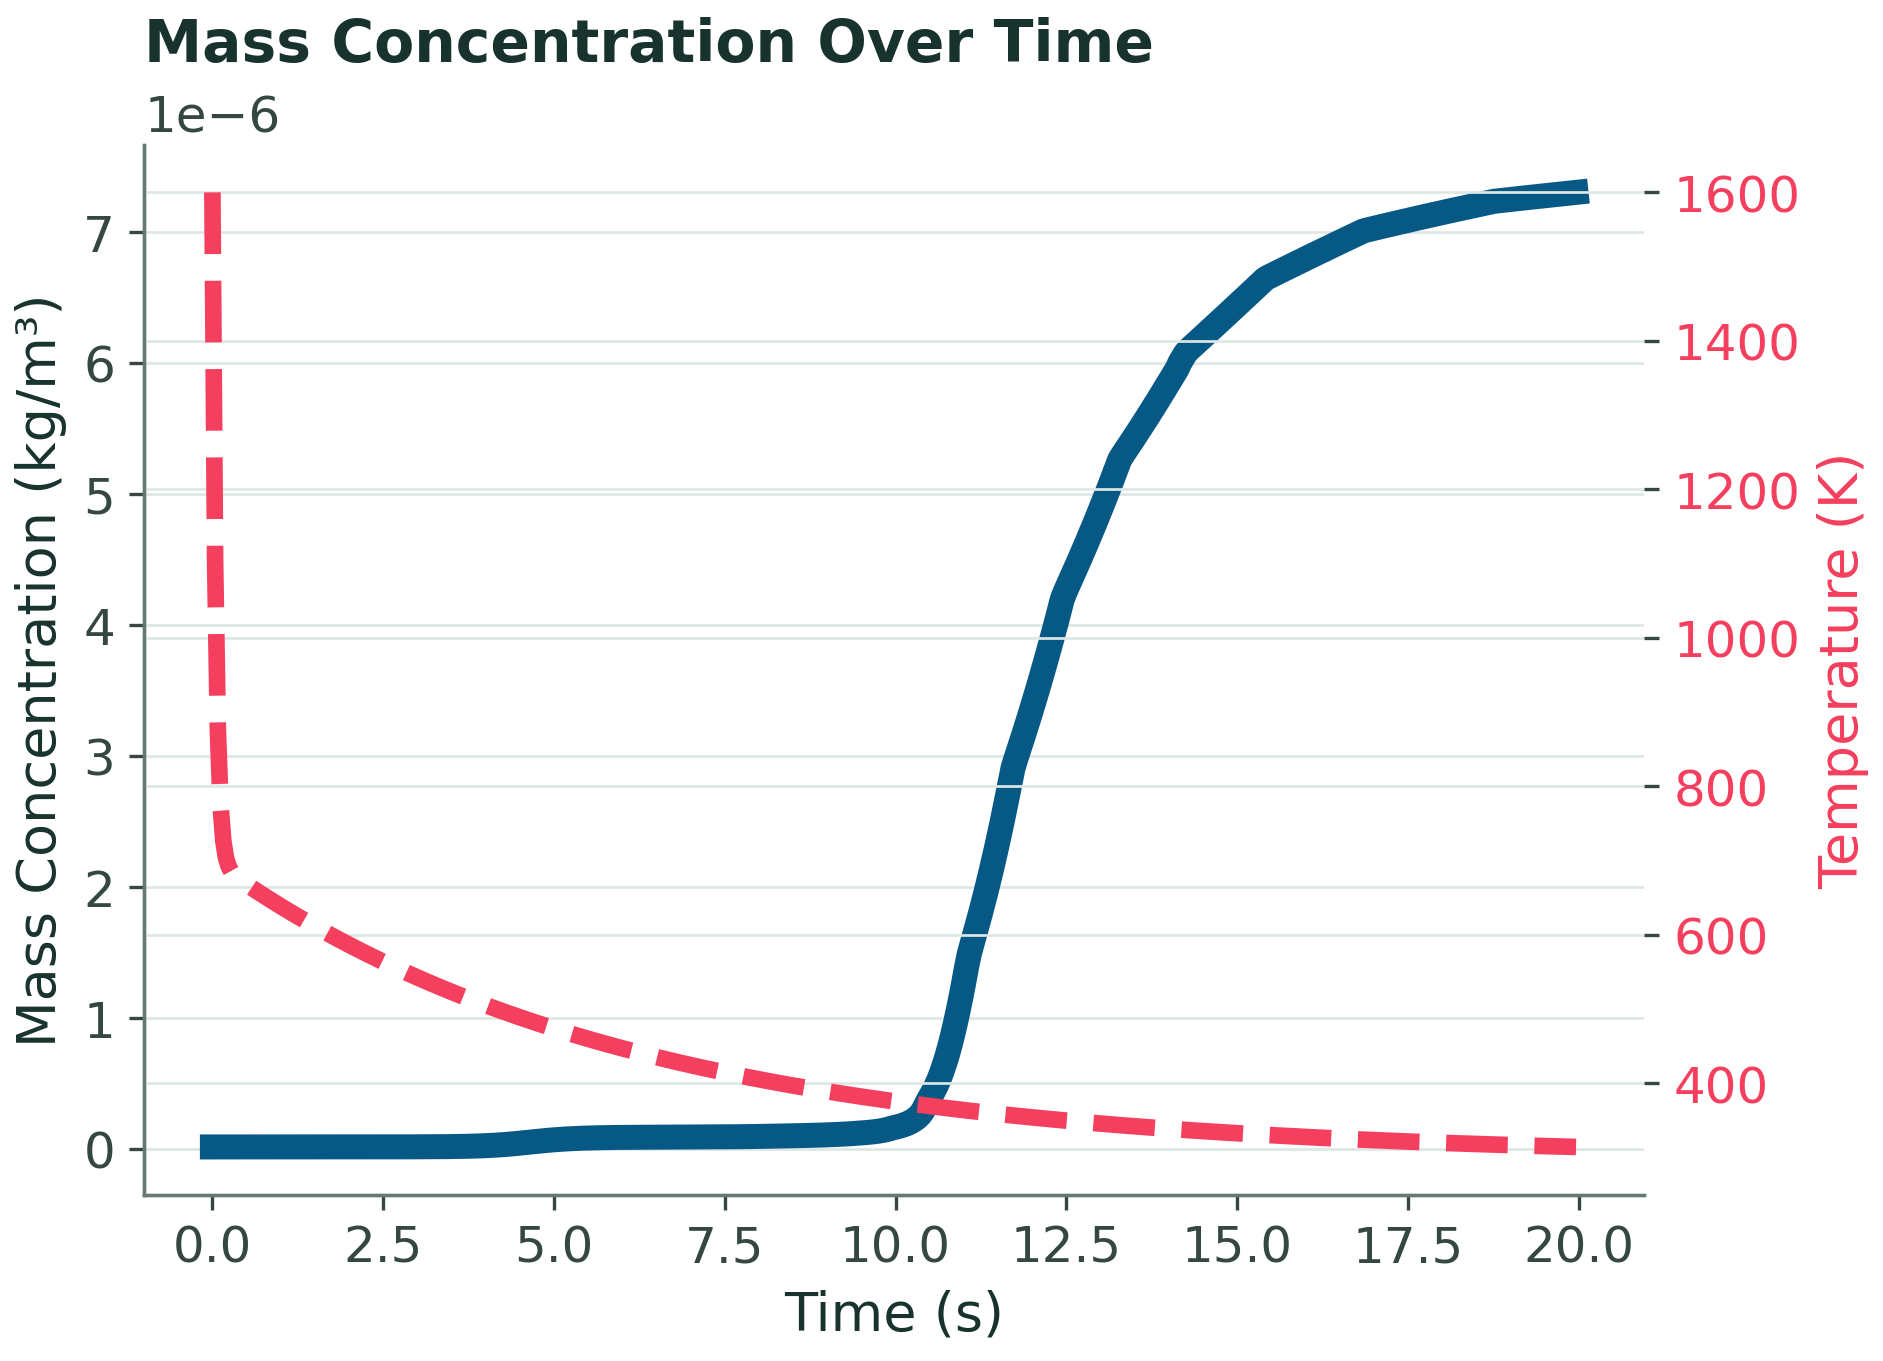 Mass Concentration Over Time
1e−6
7
6
5
4
3
2
1
0
Mass Concentration (kg/m³)
1600
1400
1200
1000
800
600
400
Temperature (K)
0.0 2.5 5.0 7.5 10.0 12.5 15.0 17.5 20.0
Time (s)